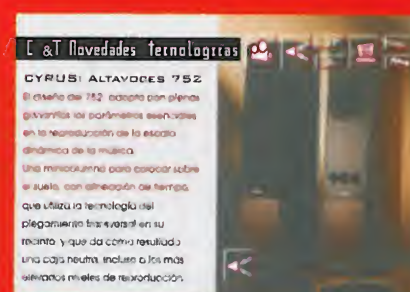 C &T Novedades tecnologicas
CYRUS: ALTAVOCES 752
El diseño del 752, adopta con plenas
garantías los parámetros esenciales
en la reproducción de la escala
dinámica de la música.
Una minicolumna para colocar sobre
el suelo, con alineación de tiempo,
que utiliza la tecnología del
plegamiento transversal en su
recinto, y que da como resultado
una caja neutra, incluso a los más
elevados niveles de reproducción